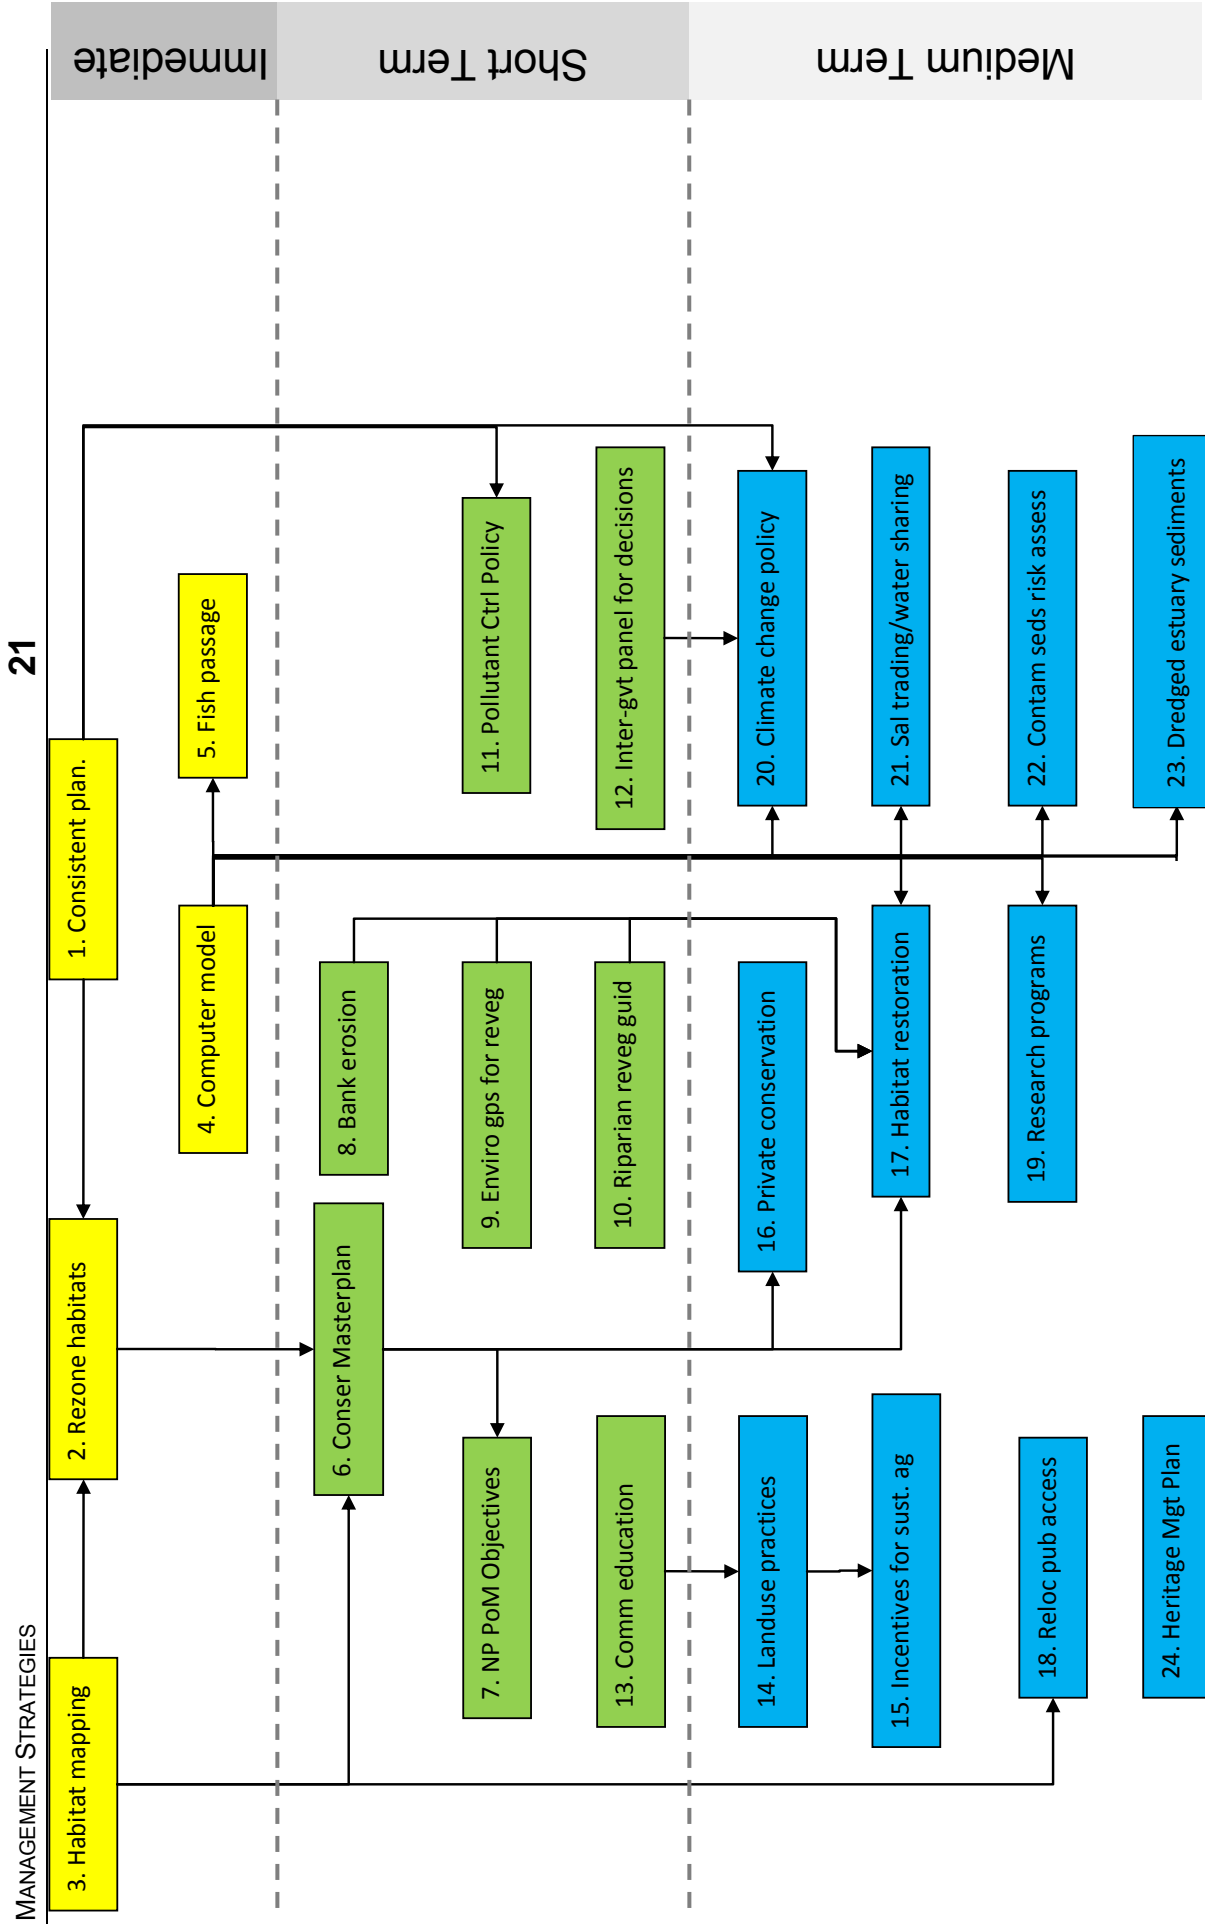 MANAGEMENT STRATEGIES
21
Immediate
Short Term
Medium Term
3. Habitat mapping
2. Rezone habitats
1. Consistent plan.
4. Computer model
5. Fish passage
6. Conser Masterplan
8. Bank erosion
7. NP PoM Objectives
9. Enviro gps for reveg
11. Pollutant Ctrl Policy
13. Comm education
10. Riparian reveg guid
12. Inter-gvt panel for decisions
14. Landuse practices
16. Private conservation
20. Climate change policy
15. Incentives for sust. ag
17. Habitat restoration
21. Sal trading/water sharing
18. Reloc pub access
19. Research programs
22. Contam seds risk assess
24. Heritage Mgt Plan
23. Dredged estuary sediments